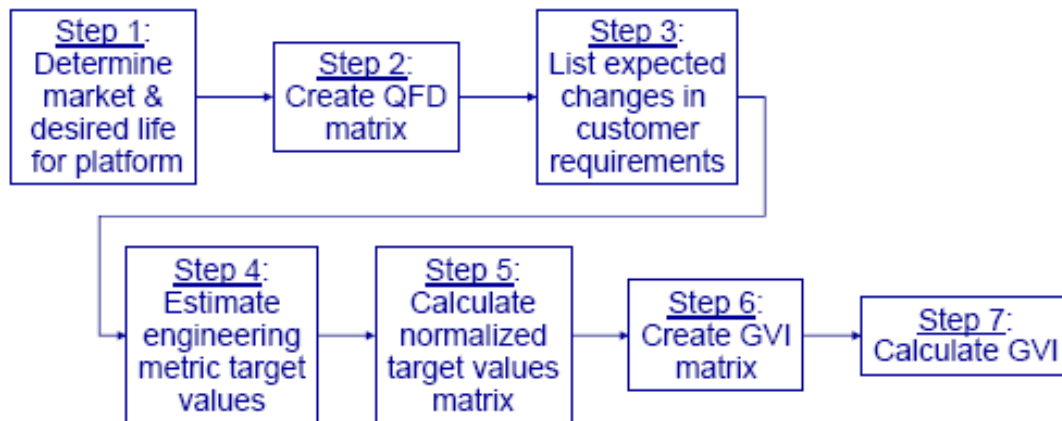 Step 1:
Determine
market &
desired life
for platform
Step 2:
Create QFD
matrix
Step 3:
List expected
changes in
customer
requirements
Step 4:
Estimate
engineering
metric target
values
Step 5:
Calculate
normalized
target values
matrix
Step 6:
Create GVI
matrix
Step 7:
Calculate GVI